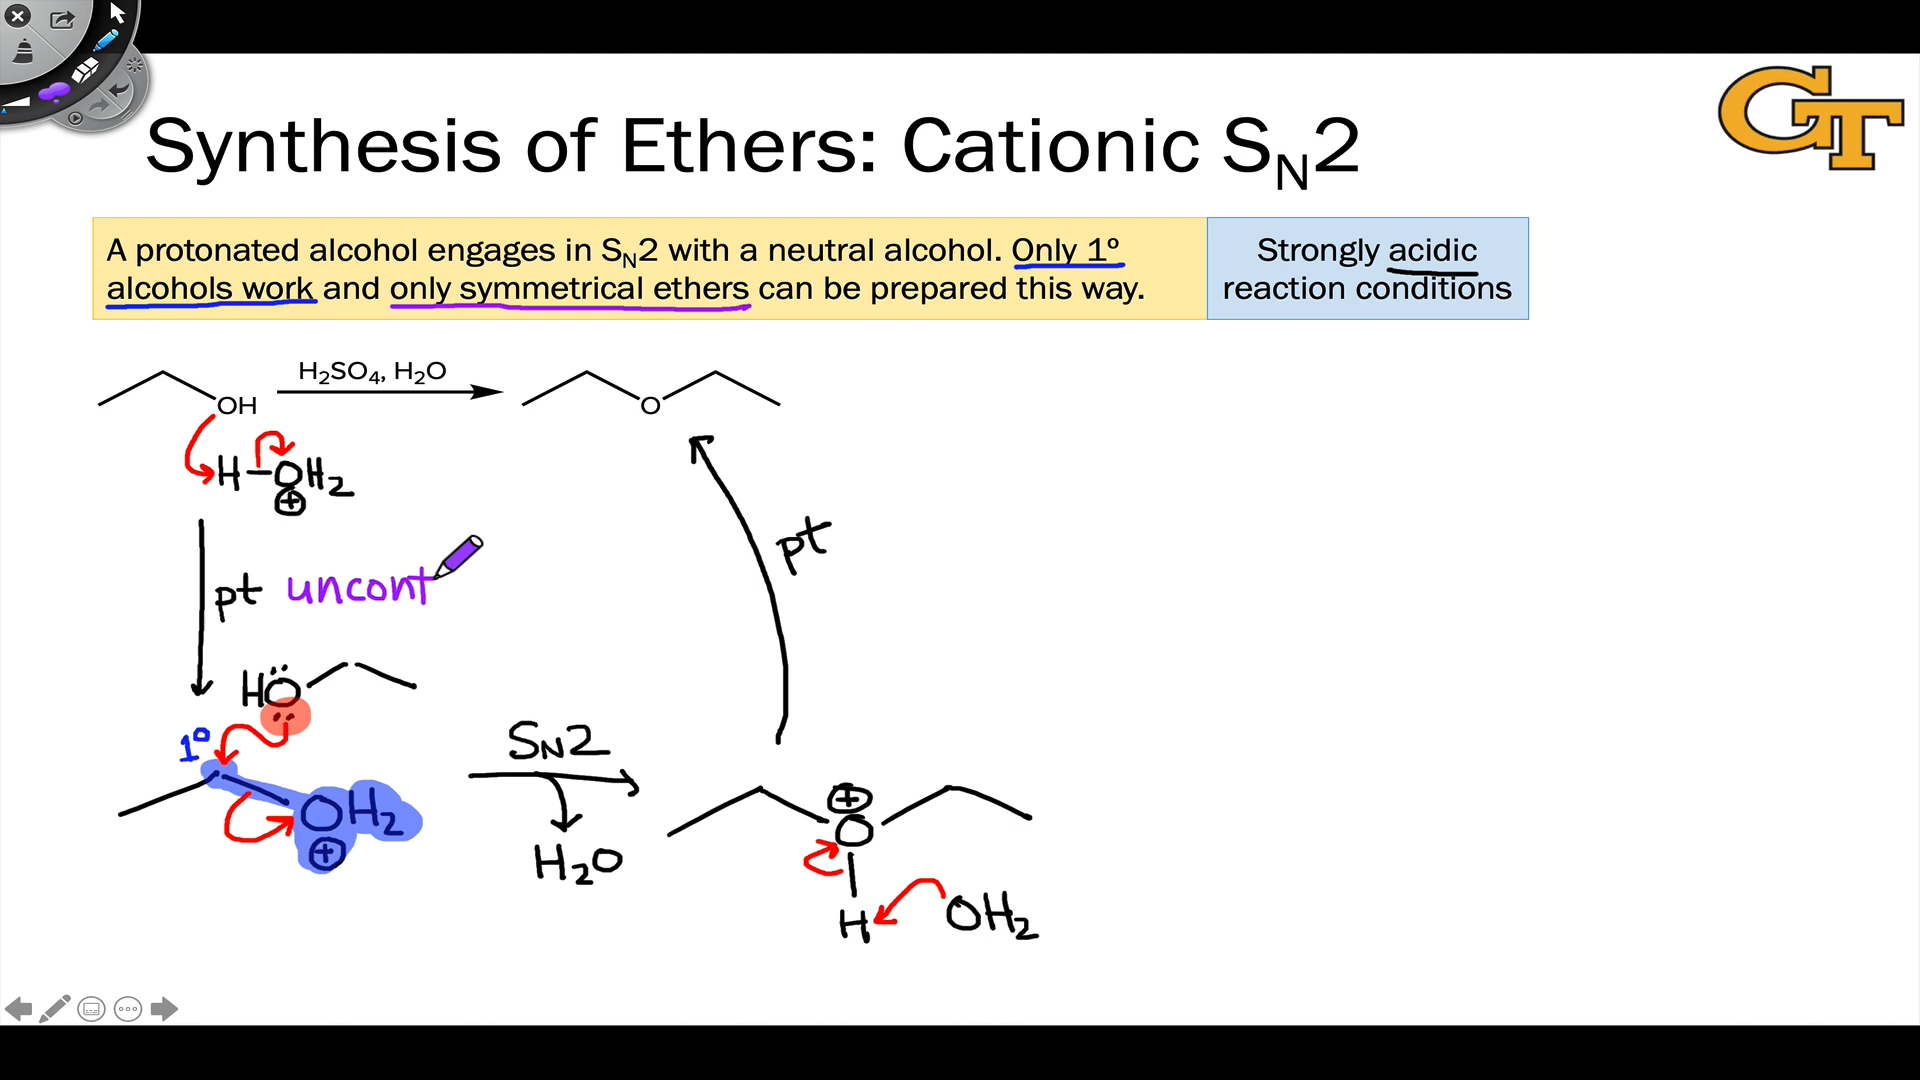 GT
Synthesis of Ethers: Cationic SN2
A protonated alcohol engages in SN2 with a neutral alcohol. Only 1º
alcohols work and only symmetrical ethers can be prepared this way.
Strongly acidic
reaction conditions
H2SO4, H2O
OH
O
H-OH2
+
pt
pt uncont
HO
1º
SN2
OH2
+
H2O
+
O
H
OH2